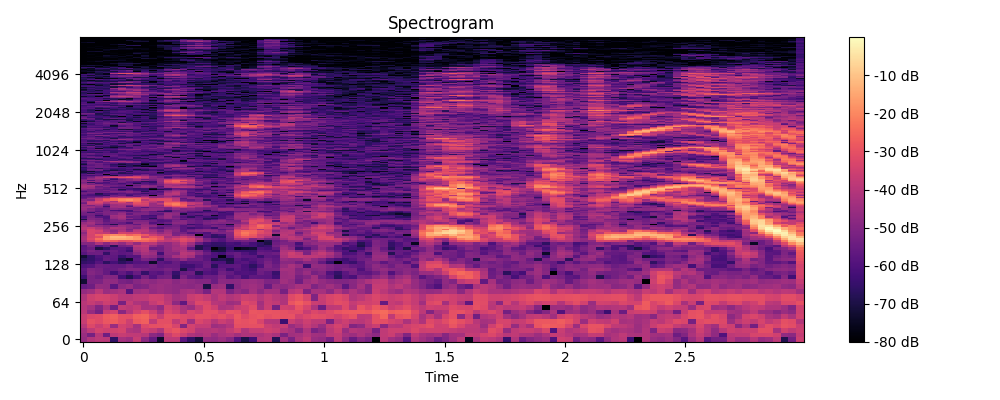 Spectrogram
4096
2048
1024
512
256
128
64
0
Hz
0
0.5
1
1.5
2
2.5
Time
-10 dB
-20 dB
-30 dB
-40 dB
-50 dB
-60 dB
-70 dB
-80 dB